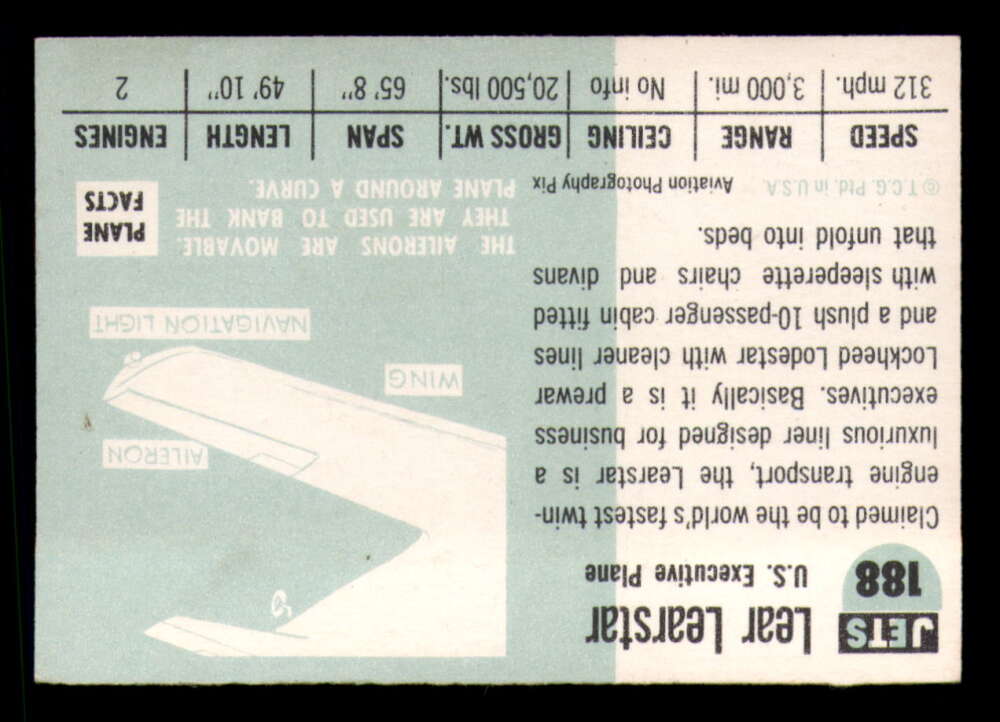 JETS
188
Lear Learstar
U.S. Executive Plane
Claimed to be the world's fastest twin-
engine transport, the Learstar is a
luxurious liner designed for business
executives. Basically it is a prewar
Lockheed Lodestar with cleaner lines
and a plush 10-passenger cabin fitted
with sleeperette chairs and divans
that unfold into beds.
© T.C.G. Ptd. in U.S.A.
Aviation Photography Pix
AILERON
WING
NAVIGATION LIGHT
THE AILERONS ARE MOVABLE.
THEY ARE USED TO BANK THE
PLANE AROUND A CURVE.
PLANE
FACTS
SPEED RANGE CEILING GROSS WT. SPAN LENGTH ENGINES
312 mph. 3,000 mi. No info 20,500 lbs. 65' 8" 49' 10" 2